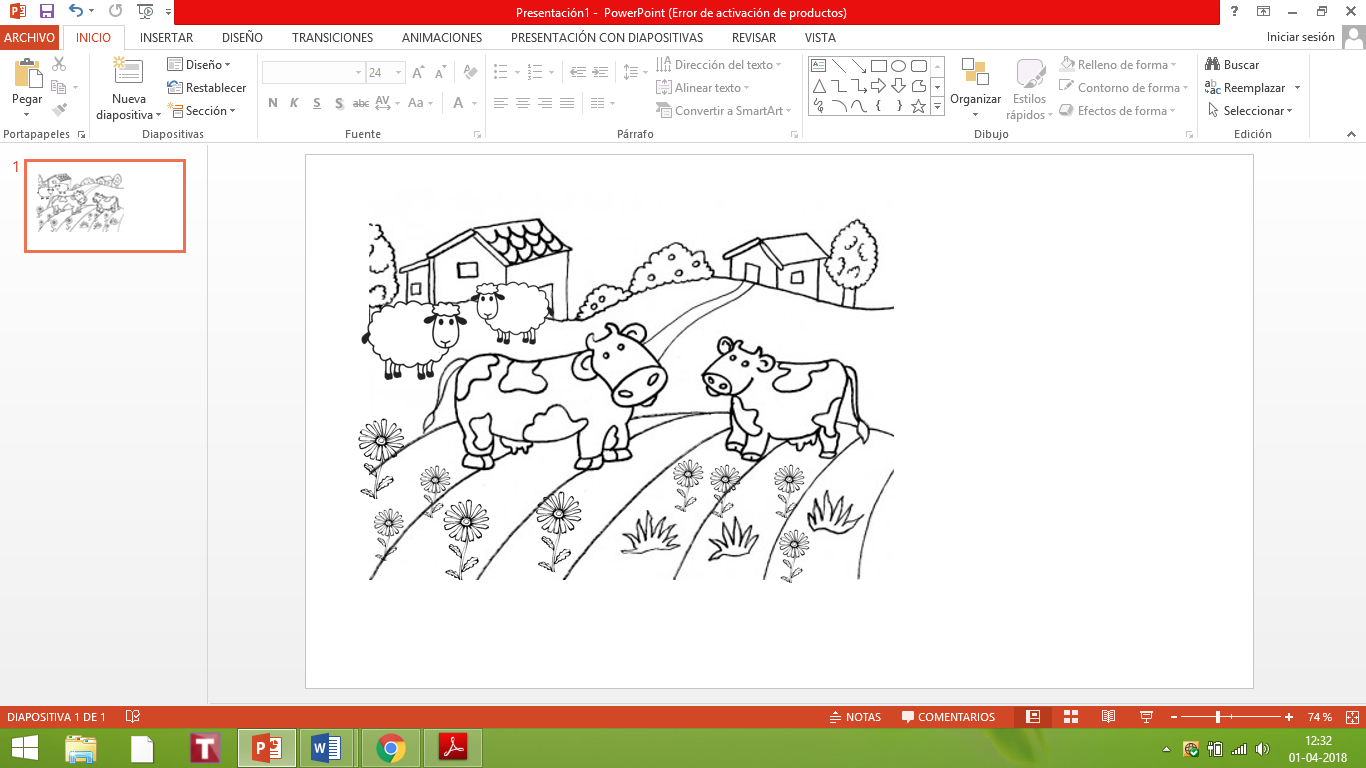 Presentación1 - PowerPoint (Error de activación de productos)
ARCHIVO INICIO INSERTAR DISEÑO TRANSICIONES ANIMACIONES PRESENTACIÓN CON DIAPOSITIVAS REVISAR VISTA Iniciar sesión
Pegar
Portapapeles
Nueva diapositiva
Diseño
Restablecer
Sección
Diapositivas
24
N K S S abc AV Aa A
Fuente
Dirección del texto
Alinear texto
Convertir a SmartArt
Párrafo
Organizar
Estilos rápidos
Relleno de forma
Contorno de forma
Efectos de forma
Dibujo
Buscar
Reemplazar
Seleccionar
Edición
1
DIAPOSITIVA 1 DE 1 NOTAS COMENTARIOS 74 %
12:32
01-04-2018